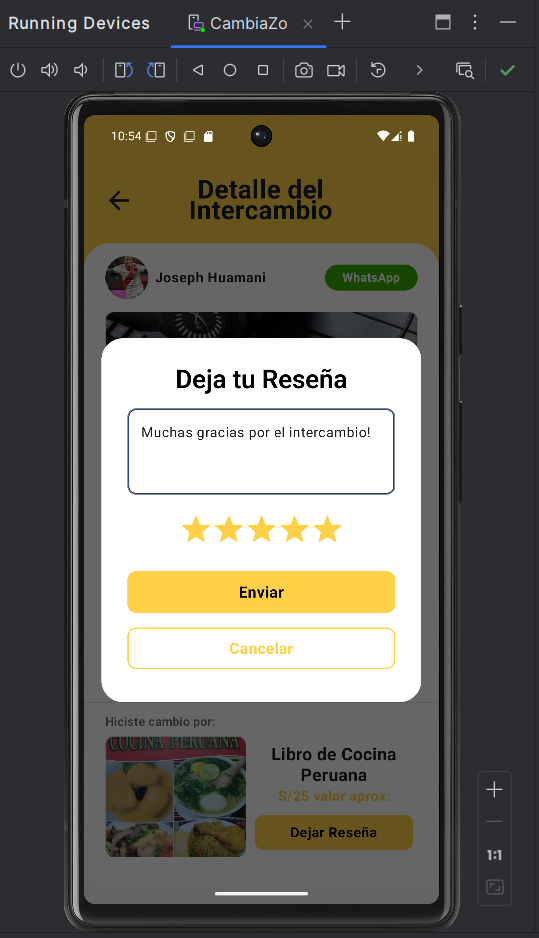 Running Devices
CambiaZo
10:54
Detalle del
Intercambio
Joseph Huamani
WhatsApp
Deja tu Reseña
Muchas gracias por el intercambio!
Enviar
Cancelar
Hiciste cambio por:
COCINA PERUANA
Libro de Cocina
Peruana
S/25 valor aprox.
Dejar Reseña
1:1